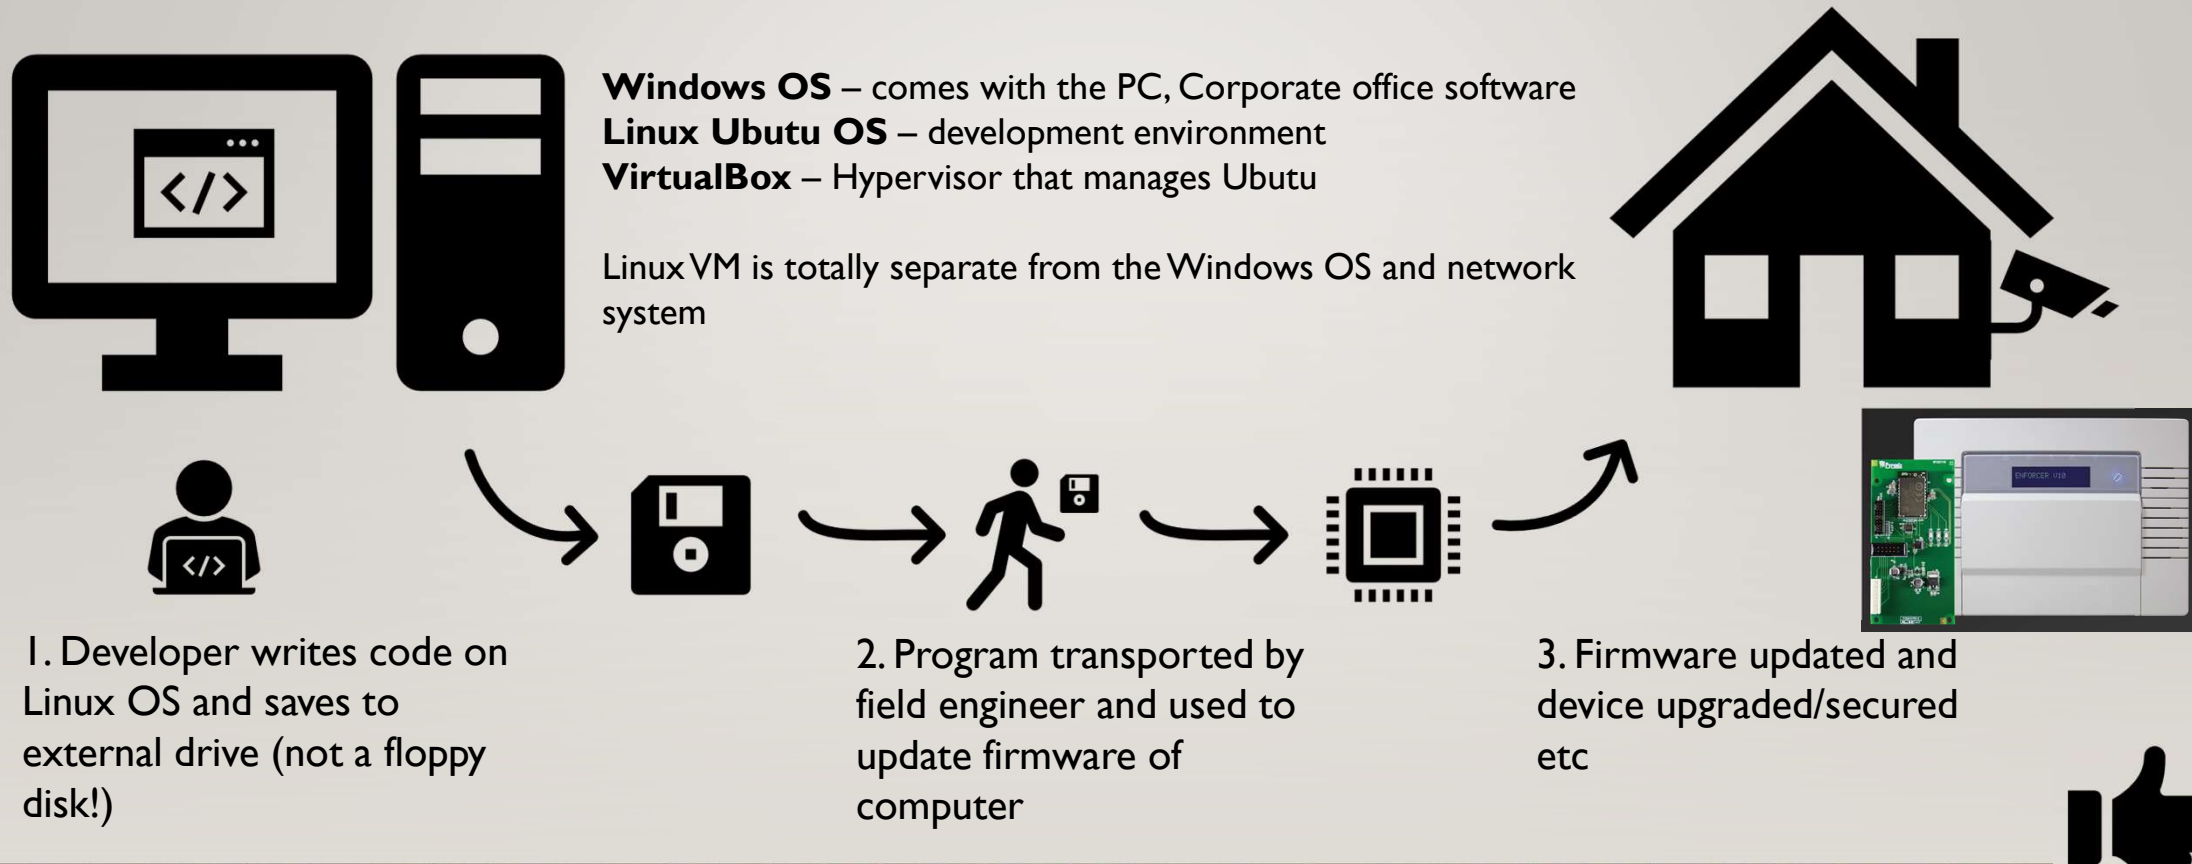 </>
Windows OS – comes with the PC, Corporate office software
Linux Ubutu OS – development environment
VirtualBox – Hypervisor that manages Ubutu
Linux VM is totally separate from the Windows OS and network
system
</>
ENFORCER V10
1. Developer writes code on
Linux OS and saves to
external drive (not a floppy
disk!)
2. Program transported by
field engineer and used to
update firmware of
computer
3. Firmware updated and
device upgraded/secured
etc